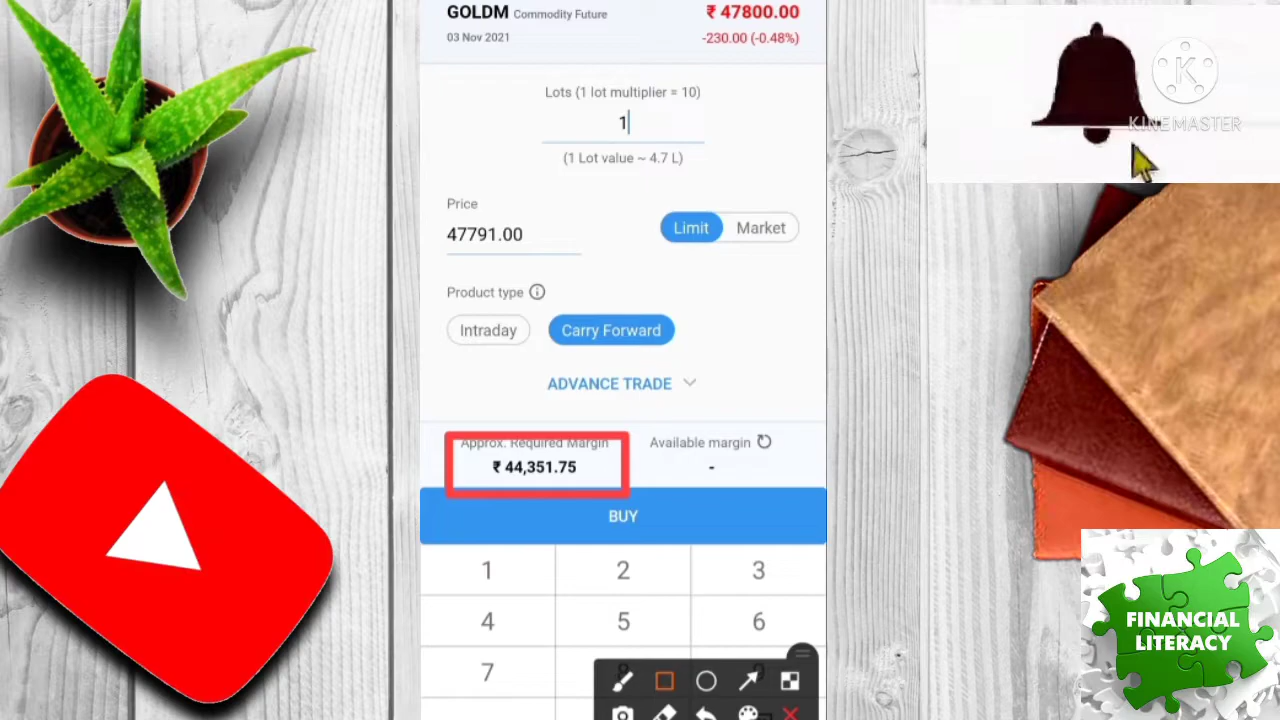 GOLDM Commodity Future
₹ 47800.00
03 Nov 2021
-230.00 (-0.48%)
Lots (1 lot multiplier = 10)
1
(1 Lot value ~ 4.7 L)
Price
47791.00
Limit
Market
Product type
Intraday
Carry Forward
ADVANCE TRADE
Approx. Required Margin
Available margin
₹ 44,351.75
-
BUY
1 2 3
4 5 6
7
K
KINEMASTER
FINANCIAL
LITERACY